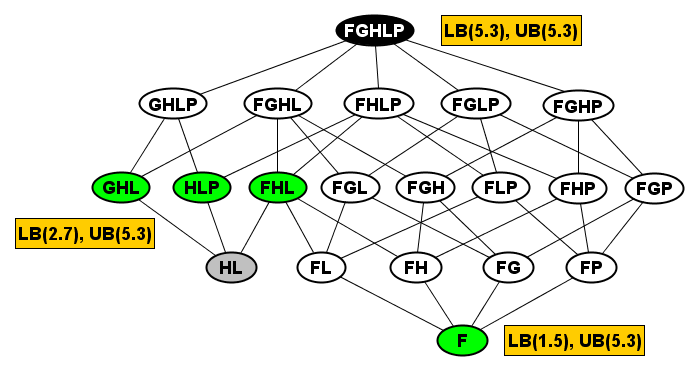 FGHLP
LB(5.3), UB(5.3)
GHLP
FGHL
FHLP
FGLP
FGHP
GHL
HLP
FHL
FGL
FGH
FLP
FHP
FGP
LB(2.7), UB(5.3)
HL
FL
FH
FG
FP
F
LB(1.5), UB(5.3)